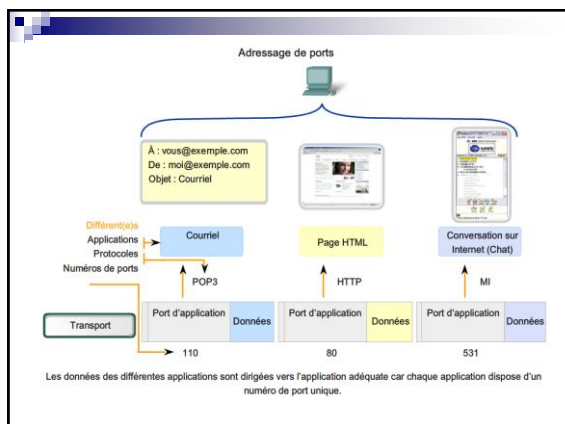 Adressage de ports
À : vous@exemple.com
De : moi@exemple.com
Objet : Courriel
Différent(e)s
Applications
Protocoles
Numéros de ports
Courriel
Page HTML
Conversation sur
Internet (Chat)
POP3
HTTP
MI
Transport
Port d'application
Données
Port d'application
Données
Port d'application
Données
110
80
531
Les données des différentes applications sont dirigées vers l'application adéquate car chaque application dispose d'un
numéro de port unique.